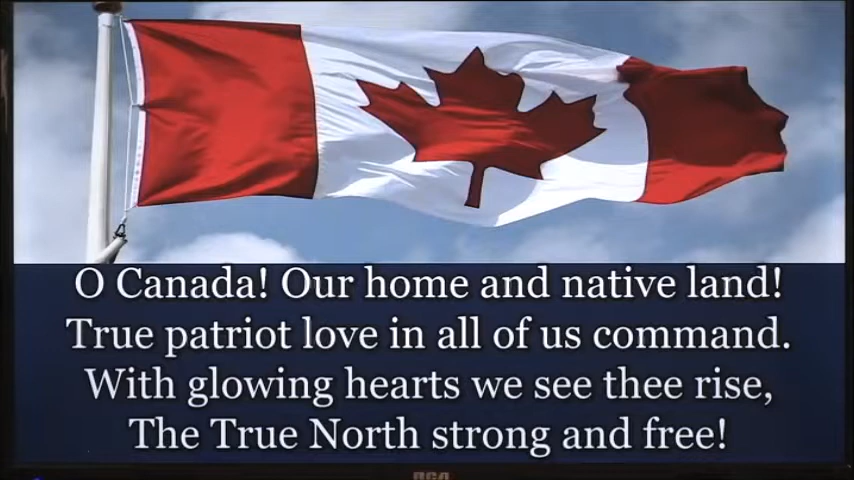 O Canada! Our home and native land!
True patriot love in all of us command.
With glowing hearts we see thee rise,
The True North strong and free!
RCA